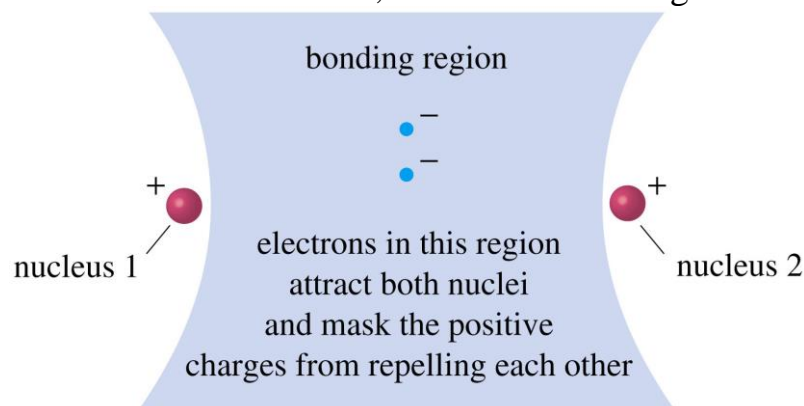 bonding region
−
−
+
+
nucleus 1
nucleus 2
electrons in this region
attract both nuclei
and mask the positive
charges from repelling each other